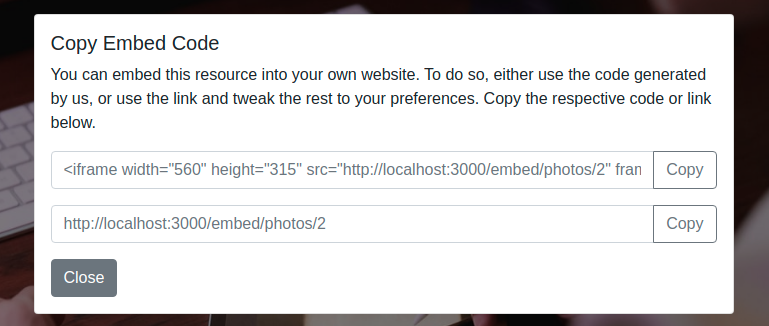 Copy Embed Code
You can embed this resource into your own website. To do so, either use the code generated
by us, or use the link and tweak the rest to your preferences. Copy the respective code or link
below.
<iframe width="560" height="315" src="http://localhost:3000/embed/photos/2" fran
Copy
http://localhost:3000/embed/photos/2
Copy
Close